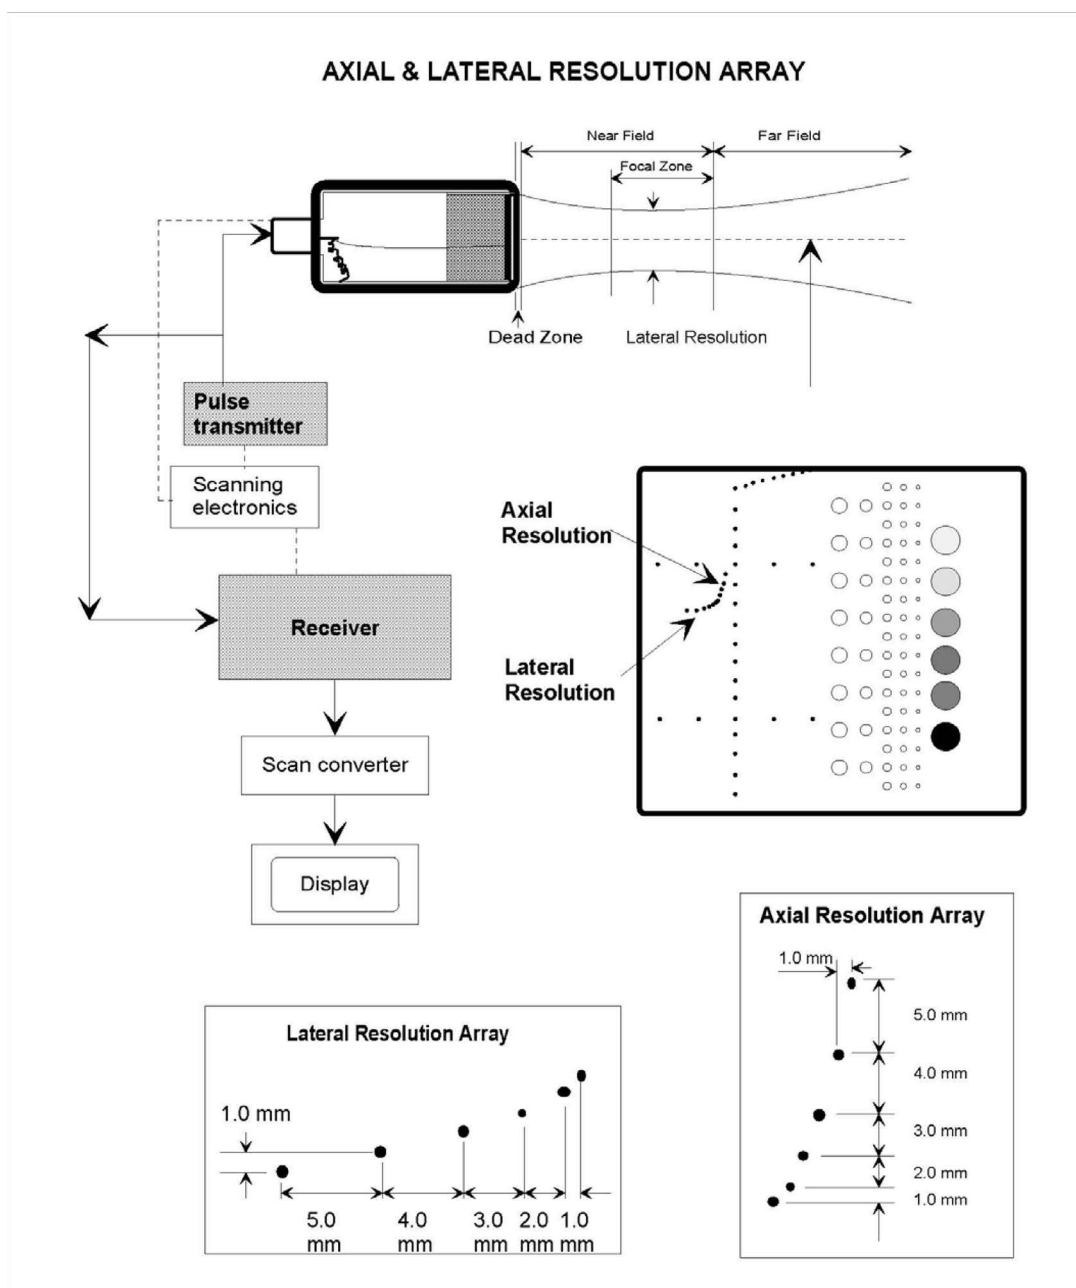 AXIAL & LATERAL RESOLUTION ARRAY
Near Field
Far Field
Focal Zone
Dead Zone
Lateral Resolution
Pulse
transmitter
Scanning
electronics
Axial
Resolution
Receiver
Lateral
Resolution
Scan converter
Display
Axial Resolution Array
1.0 mm
5.0 mm
4.0 mm
3.0 mm
2.0 mm
1.0 mm
Lateral Resolution Array
1.0 mm
5.0 4.0 3.0 2.0 1.0
mm mm mm mm mm